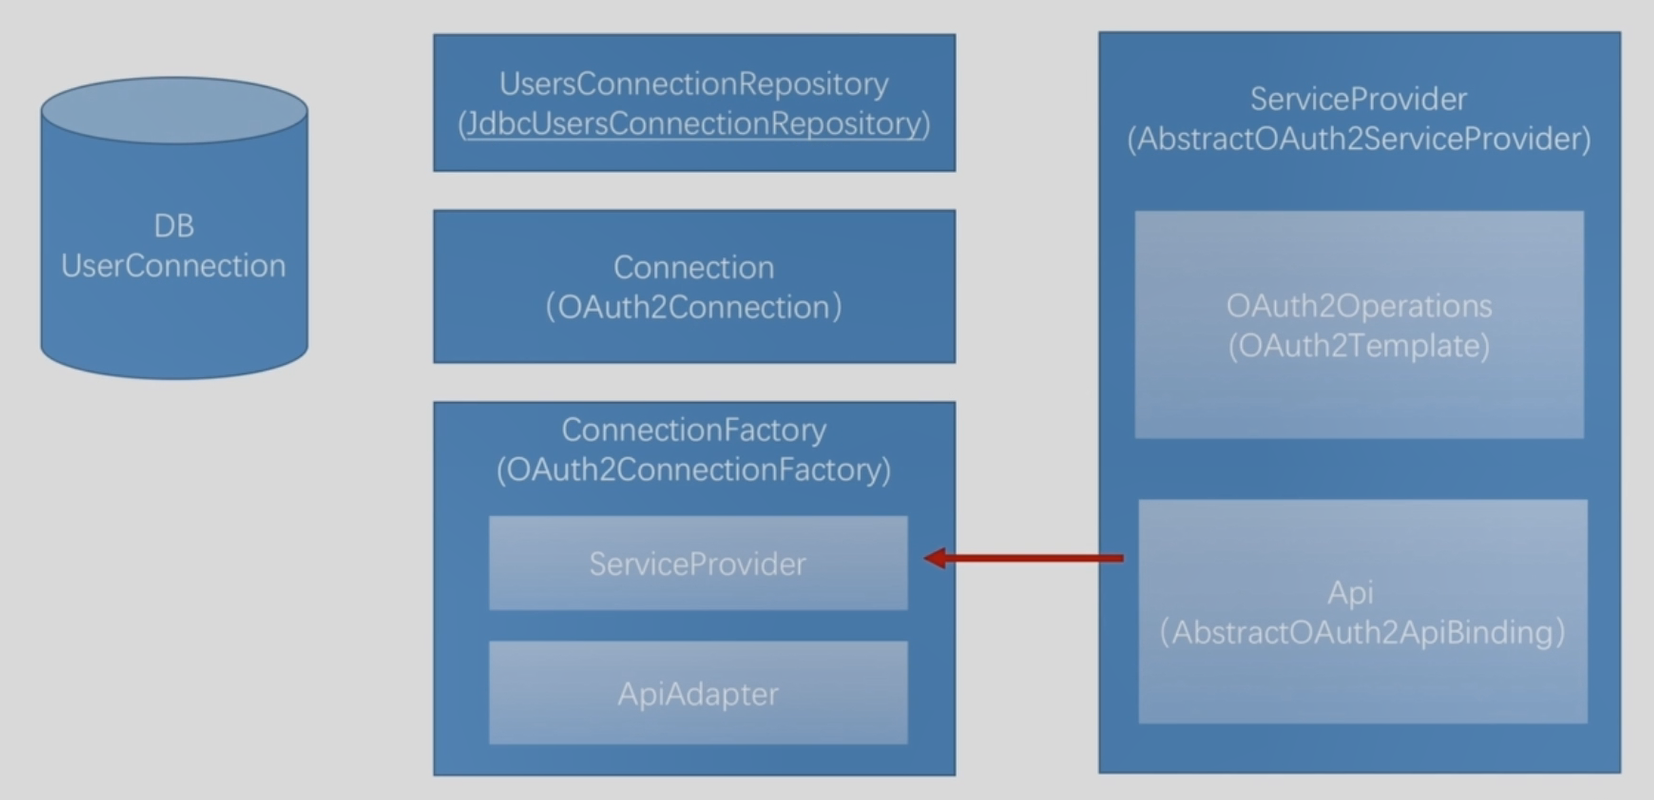 DB
UserConnection
UsersConnectionRepository
(JdbcUsersConnectionRepository)
Connection
（OAuth2Connection）
ConnectionFactory
(OAuth2ConnectionFactory)
ServiceProvider
ApiAdapter
ServiceProvider
(AbstractOAuth2ServiceProvider)
OAuth2Operations
(OAuth2Template)
Api
（AbstractOAuth2ApiBinding）